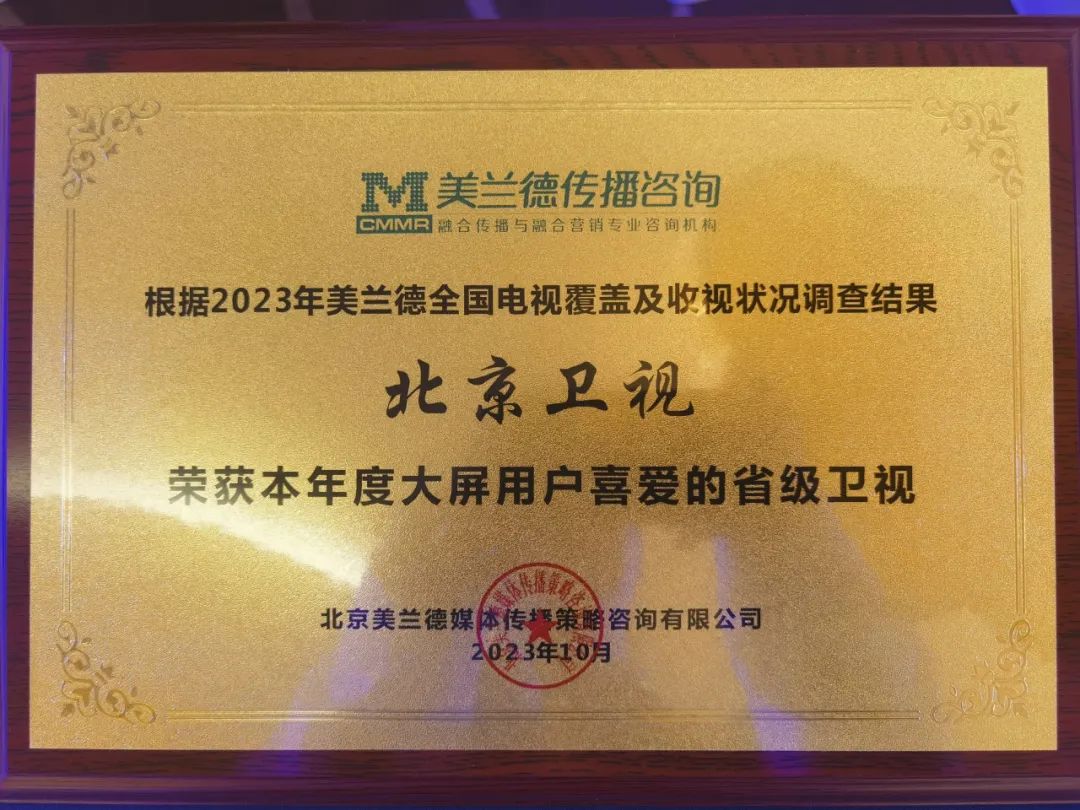 美兰德传播咨询
CMMR
融合传播与融合营销专业咨询机构
根据2023年美兰德全国电视覆盖及收视状况调查结果
北京卫视
荣获本年度大屏用户喜爱的省级卫视
北京美兰德媒体传播策略咨询有限公司
2023年10月